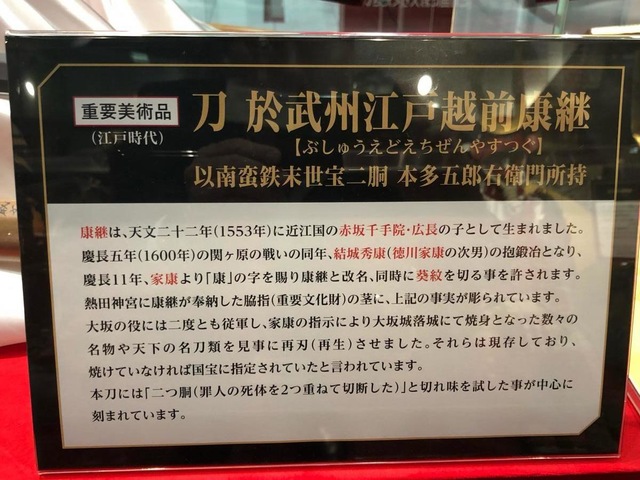 重要美術品
(江戸時代)
刀 於武州江戸越前康継
【ぶしゅうえどえちぜんやすつぐ】
以南蛮鉄末世宝二胴 本多五郎右衛門所持
康継は、天文二十二年(1553年)に近江国の赤坂千手院・広長の子として生まれました。
慶長五年(1600年)の関ヶ原の戦いの同年、結城秀康(徳川家康の次男)の抱鍛冶となり、
慶長11年、家康より「康」の字を賜り康継と改名、同時に葵紋を切る事を許されます。
熱田神宮に康継が奉納した脇指(重要文化財)の茎に、上記の事実が彫られています。
大坂の役には二度とも従軍し、家康の指示により大坂城落城にて焼身となった数々の
名物や天下の名刀類を見事に再刃(再生)させました。それらは現存しており、
焼けていなければ国宝に指定されていたと言われています。
本刀には「二つ胴(罪人の死体を2つ重ねて切断した)」と切れ味を試した事が中心に
刻まれています。